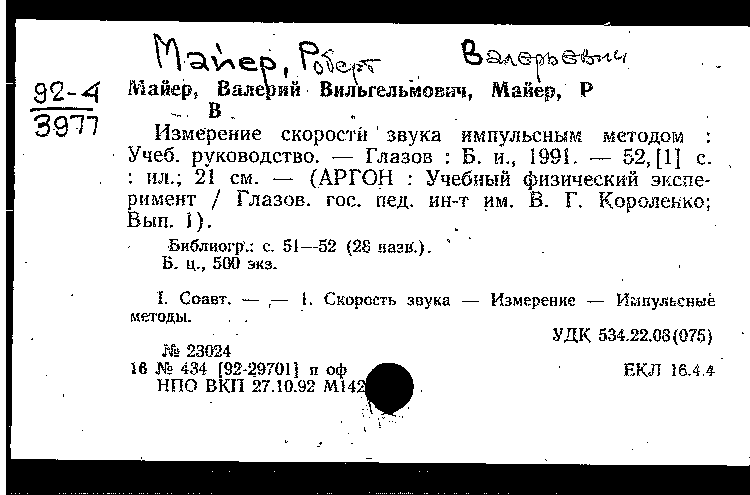 Майер, Роберт Валерьевич
92-4
3977
Майер, Валерий Вильгельмович, Майер, Р
В
Измерение скорости звука импульсным методом :
Учеб. руководство. — Глазов : Б. и., 1991. — 52,[1] с.
: ил.; 21 см. — (АРГОН : Учебный физический экспе-
римент / Глазов. гос. пед. ин-т им. В. Г. Короленко;
Вып. 1).
Библиогр.: с. 51—52 (28 назв.).
Б. ц., 500 экз.
I. Соавт. — ,— 1. Скорость звука — Измерение — Импульсные
методы.
УДК 534.22.08(075)
№ 23024
16 № 434 [92-29701] п оф ЕКЛ 16.4.4
НПО ВКП 27.10.92 М142